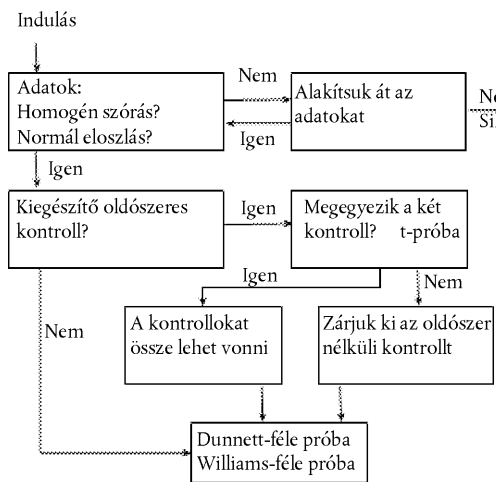 Indulás
Adatok:
Homogén szórás?
Normál eloszlás?
Nem
Igen
Alakítsuk át az
adatokat
Igen
Kiegészítő oldószeres
kontroll?
Igen
Megegyezik a két
kontroll? t-próba
Igen
Nem
Nem
A kontrollokat
össze lehet vonni
Zárjuk ki az oldószer
nélküli kontrollt
Dunnett-féle próba
Williams-féle próba